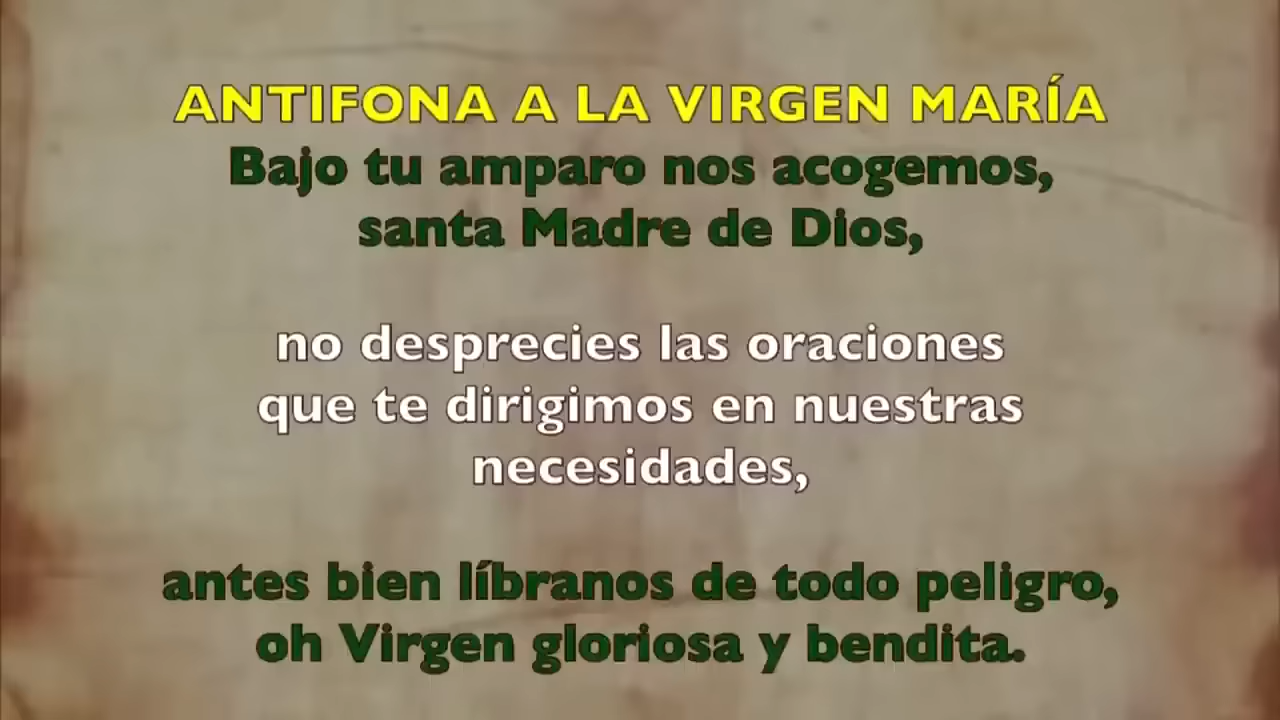 ANTIFONA A LA VIRGEN MARÍA
Bajo tu amparo nos acogemos,
santa Madre de Dios,
no desprecies las oraciones
que te dirigimos en nuestras
necesidades,
antes bien líbranos de todo peligro,
oh Virgen gloriosa y bendita.